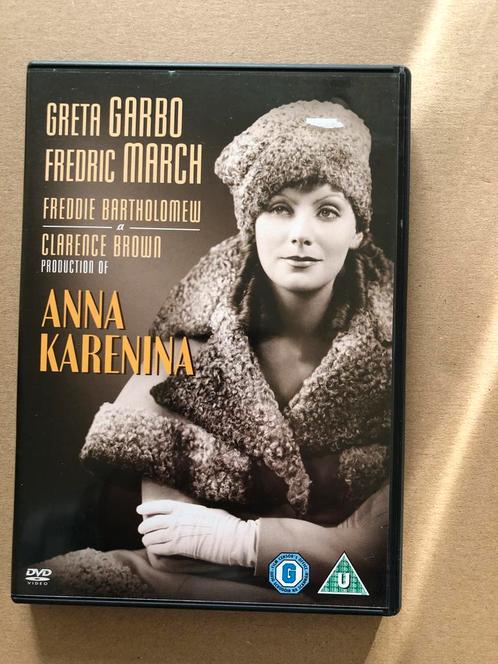 GRETA GARBO
FREDRIC MARCH
FREDDIE BARTHOLOMEW
a
CLARENCE BROWN
PRODUCTION OF
ANNA
KARENINA
DVD
VIDEO
G
U